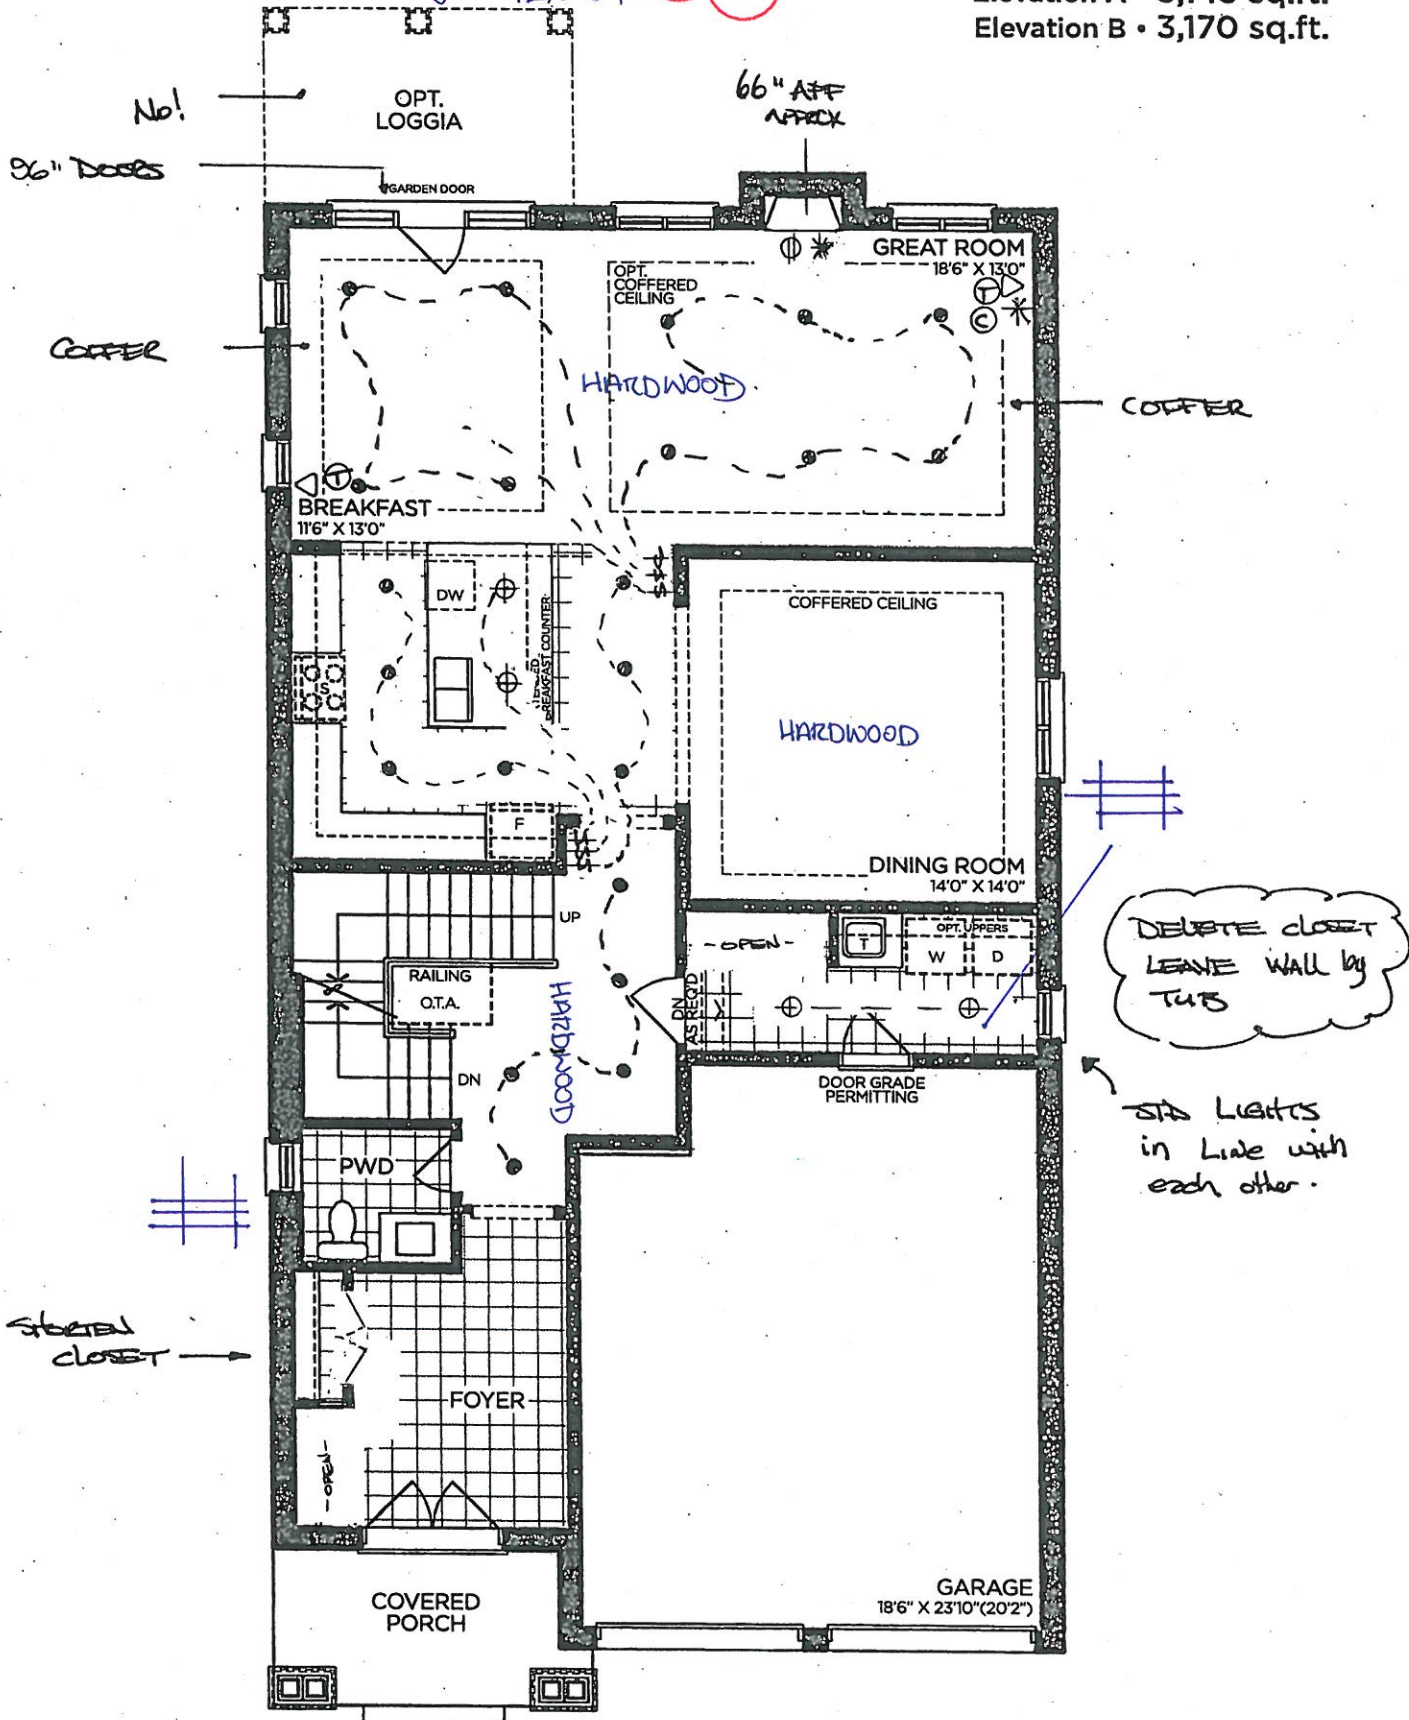 Elevation B • 3,170 sq.ft.
No!
OPT.
LOGGIA
66" AFF
APPROX
96" DOORS
GARDEN DOOR
GREAT ROOM
18'6" X 13'0"
OPT.
COFFERED
CEILING
T
C
COFFER
HARDWOOD
COFFER
T
BREAKFAST
11'6" X 13'0"
SSS
DW
BREAKFAST COUNTER
S
COFFERED CEILING
HARDWOOD
F
SSS
DINING ROOM
14'0" X 14'0"
UP
RAILING
O.T.A.
DN
HARDWOOD
-OPEN-
OPT. UPPERS
T
W
D
DN
AS REQ'D
DELETE CLOSET
LEAVE WALL by
TUB
DOOR GRADE
PERMITTING
STD LIGHTS
in Line with
each other.
PWD
SHORTEN
CLOSET
FOYER
-OPEN-
COVERED
PORCH
GARAGE
18'6" X 23'10"(20'2")